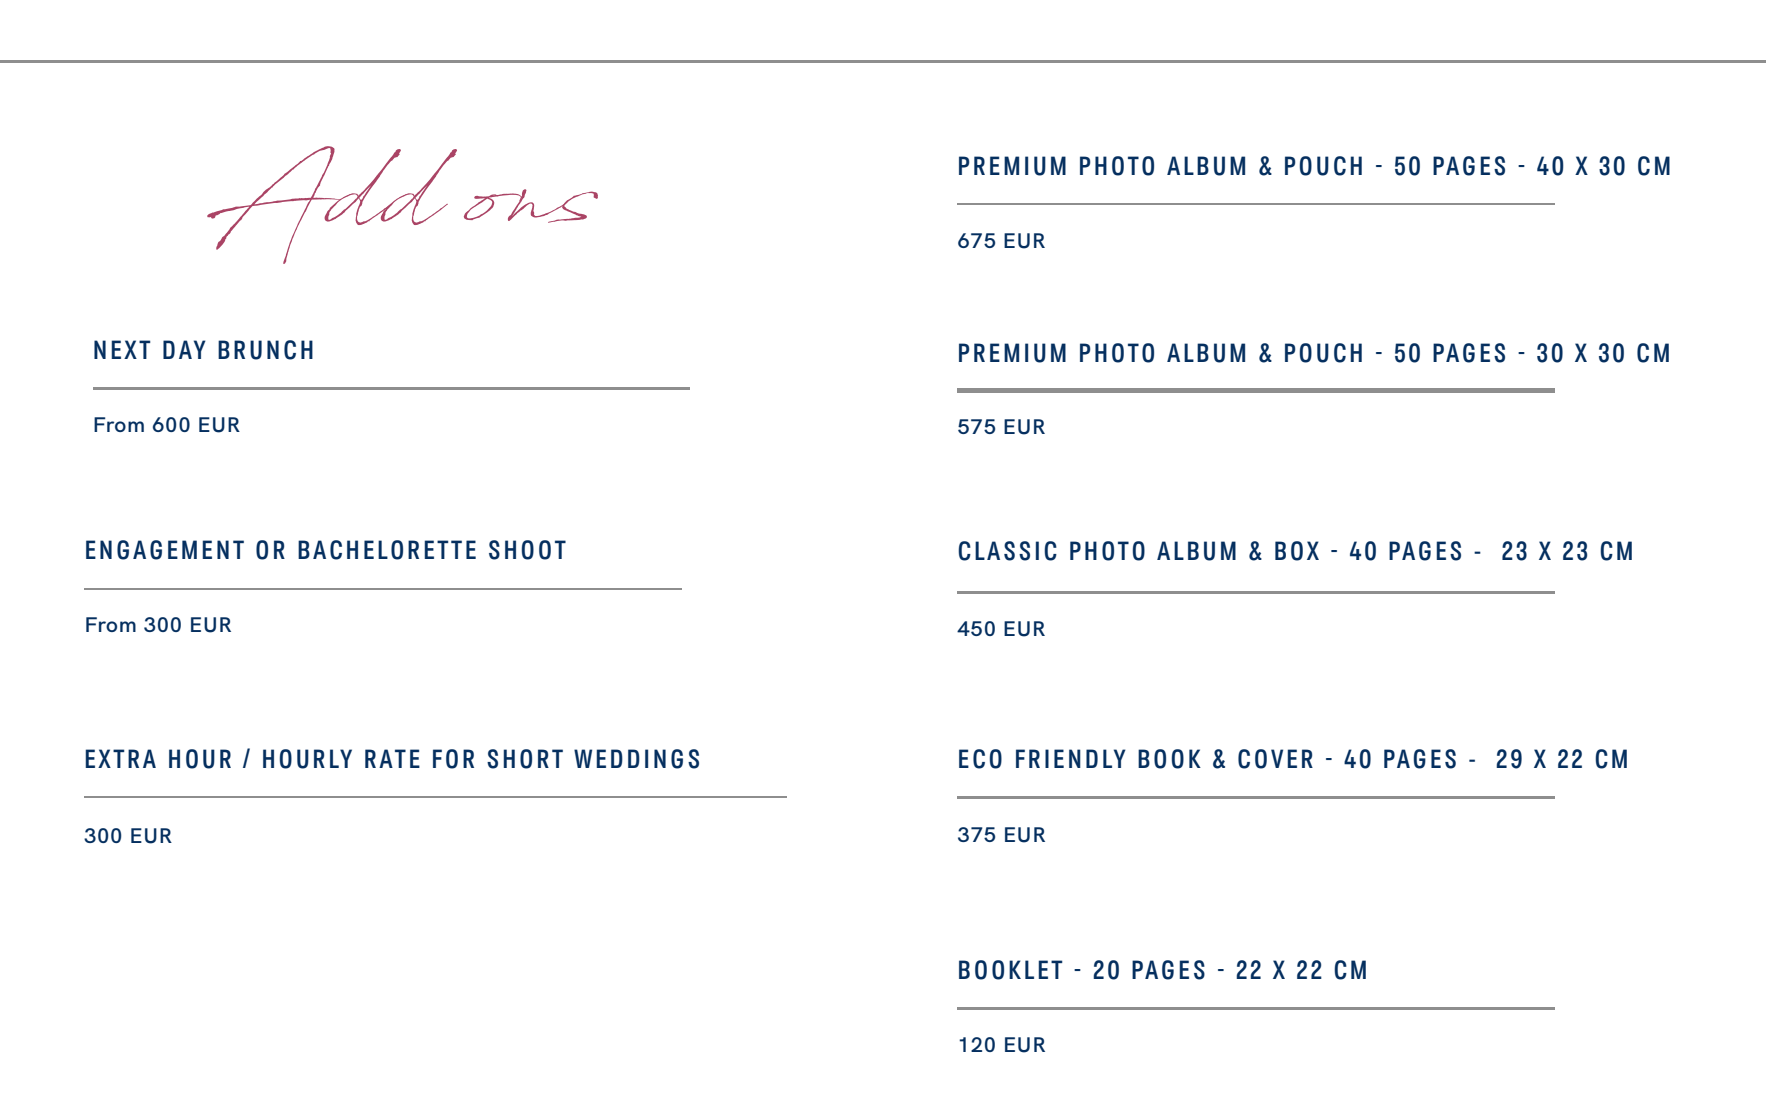 Add ons
NEXT DAY BRUNCH
From 600 EUR
ENGAGEMENT OR BACHELORETTE SHOOT
From 300 EUR
EXTRA HOUR / HOURLY RATE FOR SHORT WEDDINGS
300 EUR
PREMIUM PHOTO ALBUM & POUCH - 50 PAGES - 40 X 30 CM
675 EUR
PREMIUM PHOTO ALBUM & POUCH - 50 PAGES - 30 X 30 CM
575 EUR
CLASSIC PHOTO ALBUM & BOX - 40 PAGES -  23 X 23 CM
450 EUR
ECO FRIENDLY BOOK & COVER - 40 PAGES -  29 X 22 CM
375 EUR
BOOKLET - 20 PAGES - 22 X 22 CM
120 EUR